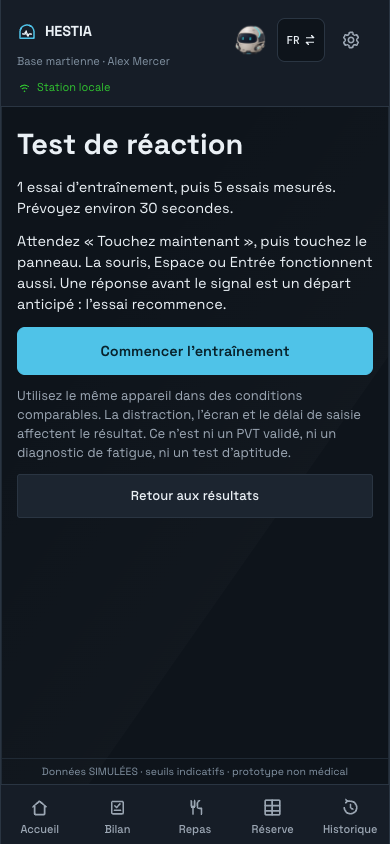 HESTIA
FR
Base martienne · Alex Mercer
Station locale
Test de réaction
1 essai d'entraînement, puis 5 essais mesurés.
Prévoyez environ 30 secondes.
Attendez « Touchez maintenant », puis touchez le
panneau. La souris, Espace ou Entrée fonctionnent
aussi. Une réponse avant le signal est un départ
anticipé : l'essai recommence.
Commencer l'entraînement
Utilisez le même appareil dans des conditions
comparables. La distraction, l'écran et le délai de saisie
affectent le résultat. Ce n'est ni un PVT validé, ni un
diagnostic de fatigue, ni un test d'aptitude.
Retour aux résultats
Données SIMULÉES · seuils indicatifs · prototype non médical
Accueil
Bilan
Repas
Réserve
Historique